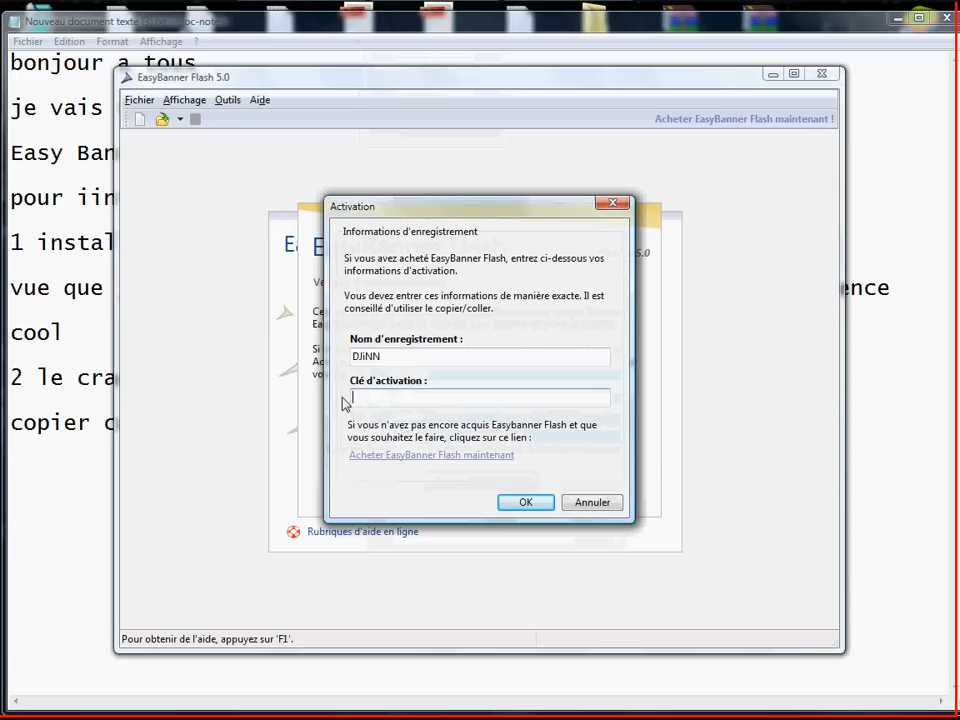 Nouveau document texte
Fichier Edition Format Affichage ?
bonjour a tous
je vais
Easy Ban
pour iin
1 instal
vue que ence
cool
2 le cra
copier c
EasyBanner Flash 5.0
Fichier Affichage Outils Aide
Acheter EasyBanner Flash maintenant !
5.0
Activation
Informations d'enregistrement
Si vous avez acheté EasyBanner Flash, entrez ci-dessous vos
informations d'activation.
Vous devez entrer ces informations de manière exacte. Il est
conseillé d'utiliser le copier/coller.
Nom d'enregistrement :
DJiNN
Clé d'activation :
Si vous n'avez pas encore acquis Easybanner Flash et que
vous souhaitez le faire, cliquez sur ce lien :
Acheter EasyBanner Flash maintenant
OK Annuler
Rubriques d'aide en ligne
Pour obtenir de l'aide, appuyez sur 'F1'.